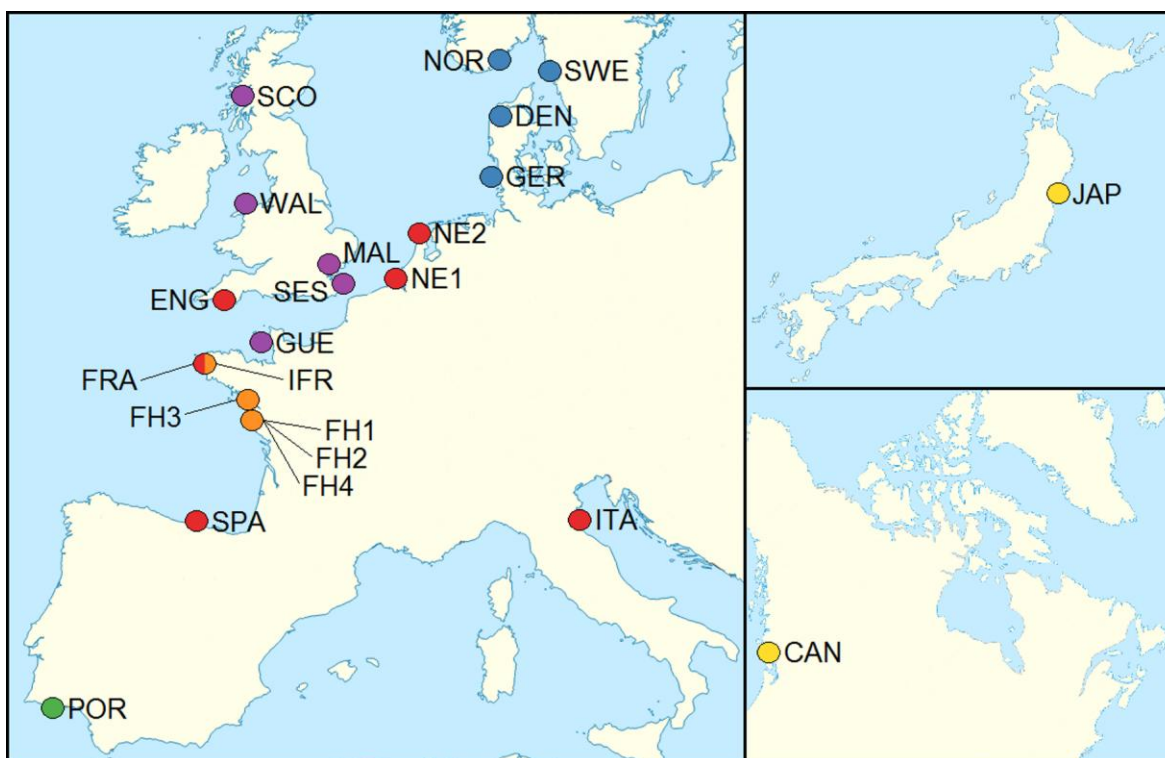 NOR
SWE
SCO
DEN
GER
WAL
NE2
MAL
NE1
SES
ENG
GUE
FRA
IFR
FH3
FH1
FH2
FH4
SPA
ITA
POR
JAP
CAN